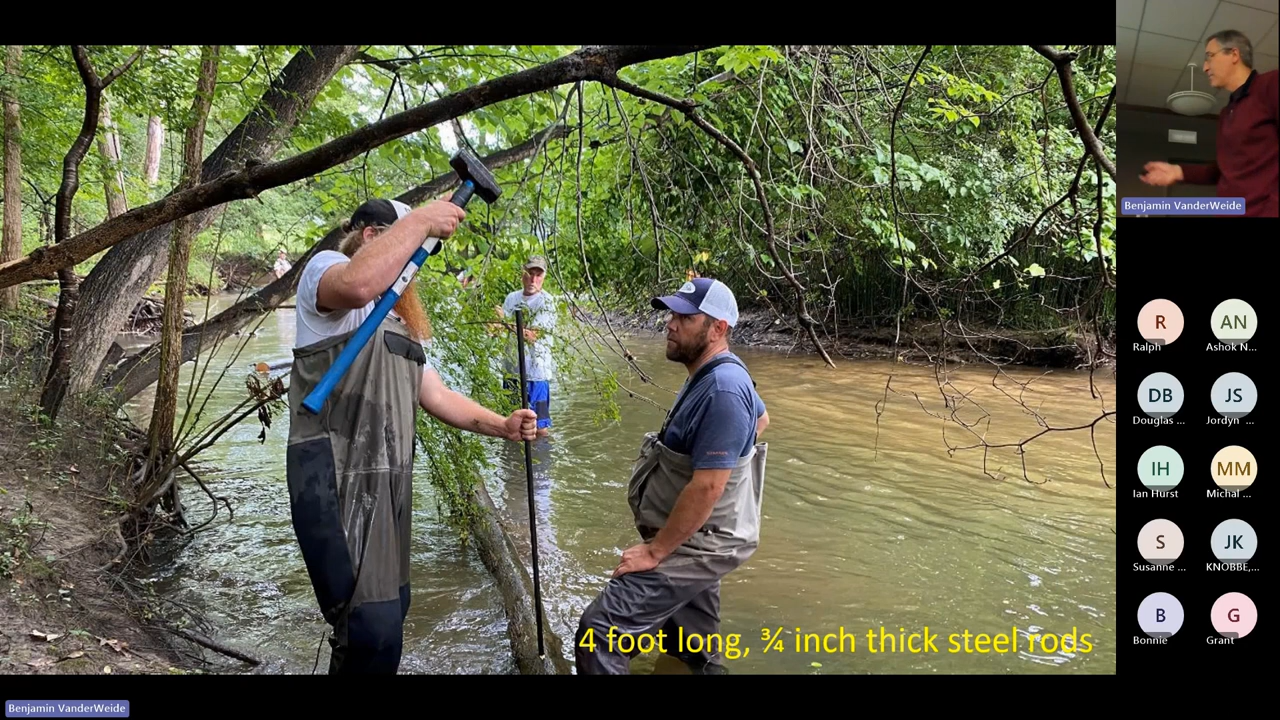 Benjamin VanderWeide
R
AN
Ralph
Ashok N...
DB
JS
Douglas ...
Jordyn ...
IH
MM
Ian Hurst
Michal ...
S
JK
Susanne ...
KNOBBE,...
4 foot long, ¾ inch thick steel rods
B
G
Bonnie
Grant
Benjamin VanderWeide